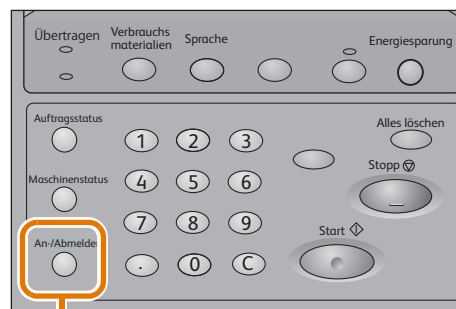 Übertragen
Verbrauchs
materialien
Sprache
Energiesparung
Auftragsstatus
Alles löschen
1 2 3
Maschinenstatus
4 5 6
Stopp
7 8 9
An-/Abmelden
Start
. 0 C